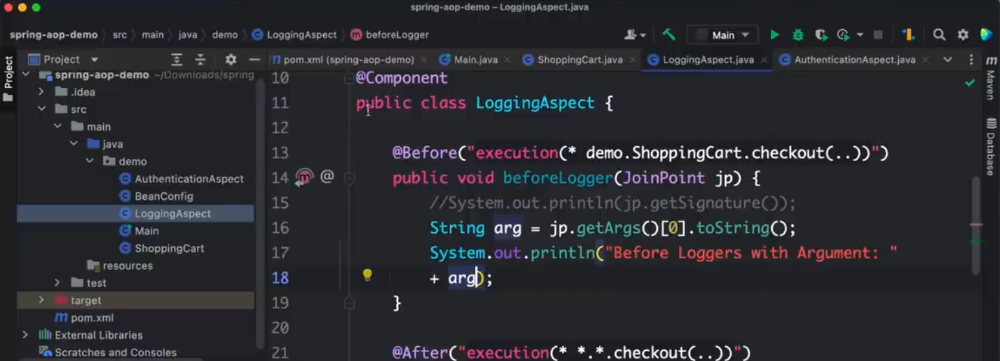 spring-aop-demo – LoggingAspect.java
spring-aop-demo src main java demo LoggingAspect beforeLogger
Main
Project
pom.xml (spring-aop-demo) Main.java ShoppingCart.java LoggingAspect.java AuthenticationAspect.java
Project
spring-aop-demo ~/Downloads/spring
.idea
src
main
java
demo
AuthenticationAspect
BeanConfig
LoggingAspect
Main
ShoppingCart
resources
test
target
pom.xml
External Libraries
Scratches and Consoles
10 @Component
11 public class LoggingAspect {
12
13 @Before("execution(* demo.ShoppingCart.checkout(..))")
14 @ public void beforeLogger(JoinPoint jp) {
15 //System.out.println(jp.getSignature());
16 String arg = jp.getArgs()[0].toString();
17 System.out.println("Before Loggers with Argument: "
18 + arg);
19 }
20
21 @After("execution(* *.*.checkout(..))")
m Maven
Database